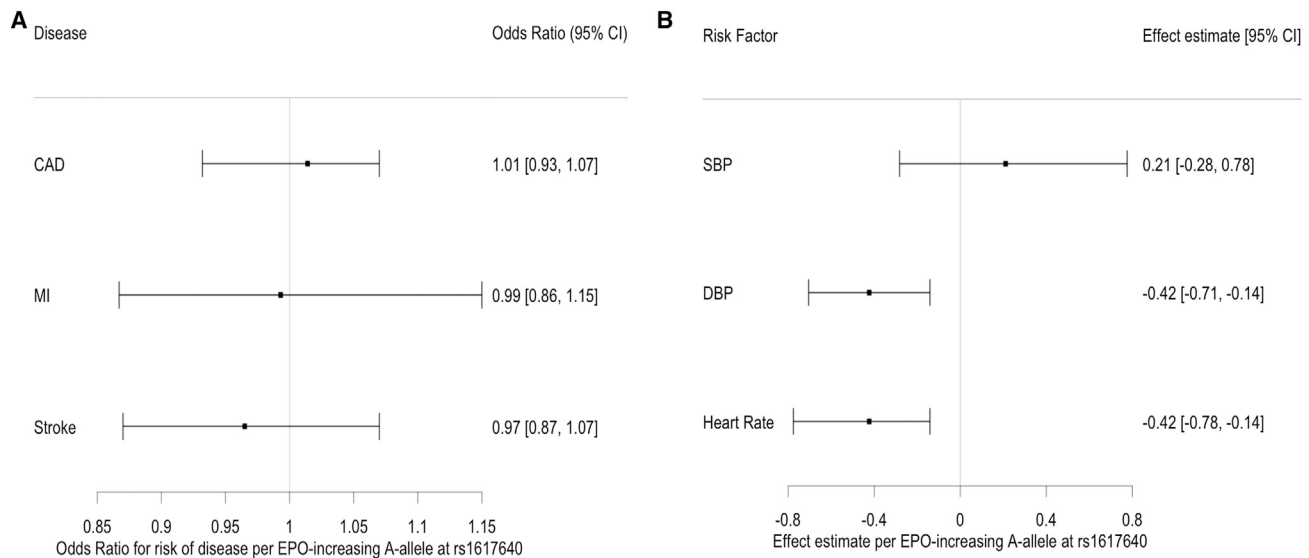 A
Disease Odds Ratio (95% CI)
CAD 1.01 [0.93, 1.07]
MI 0.99 [0.86, 1.15]
Stroke 0.97 [0.87, 1.07]
0.85 0.9 0.95 1 1.05 1.1 1.15
Odds Ratio for risk of disease per EPO-increasing A-allele at rs1617640
B
Risk Factor Effect estimate [95% CI]
SBP 0.21 [-0.28, 0.78]
DBP -0.42 [-0.71, -0.14]
Heart Rate -0.42 [-0.78, -0.14]
-0.8 -0.4 0 0.4 0.8
Effect estimate per EPO-increasing A-allele at rs1617640